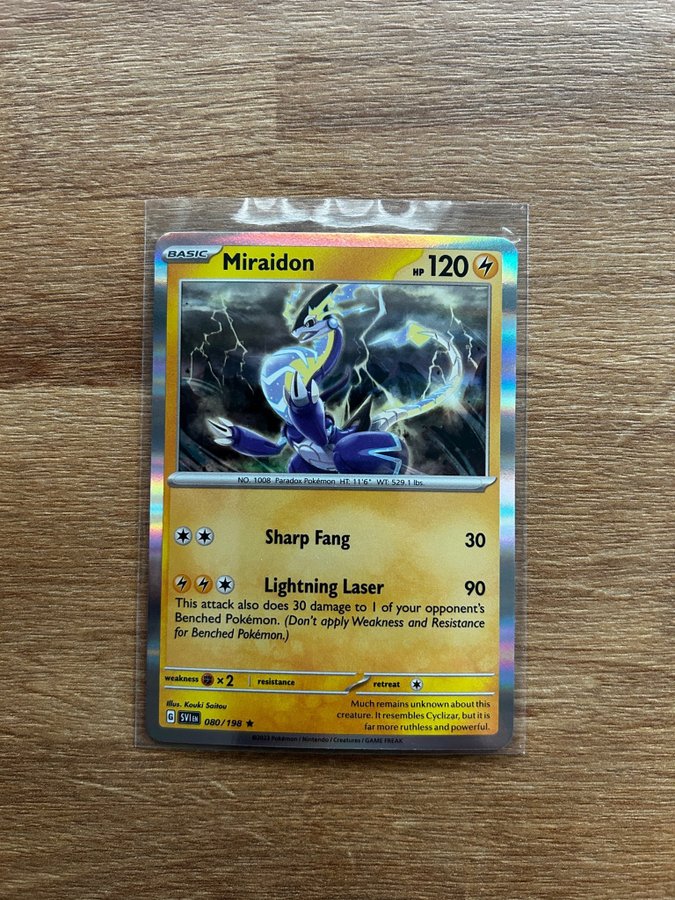 BASIC Miraidon HP 120
NO. 1008 Paradox Pokémon HT: 11'6" WT: 529.1 lbs.
Sharp Fang 30
Lightning Laser 90
This attack also does 30 damage to 1 of your opponent's
Benched Pokémon. (Don't apply Weakness and Resistance
for Benched Pokémon.)
weakness ×2 resistance retreat
Illus. Kouki Saitou
G SVI EN 080/198 ★
Much remains unknown about this
creature. It resembles Cyclizar, but it is
far more ruthless and powerful.
©2023 Pokémon / Nintendo / Creatures / GAME FREAK